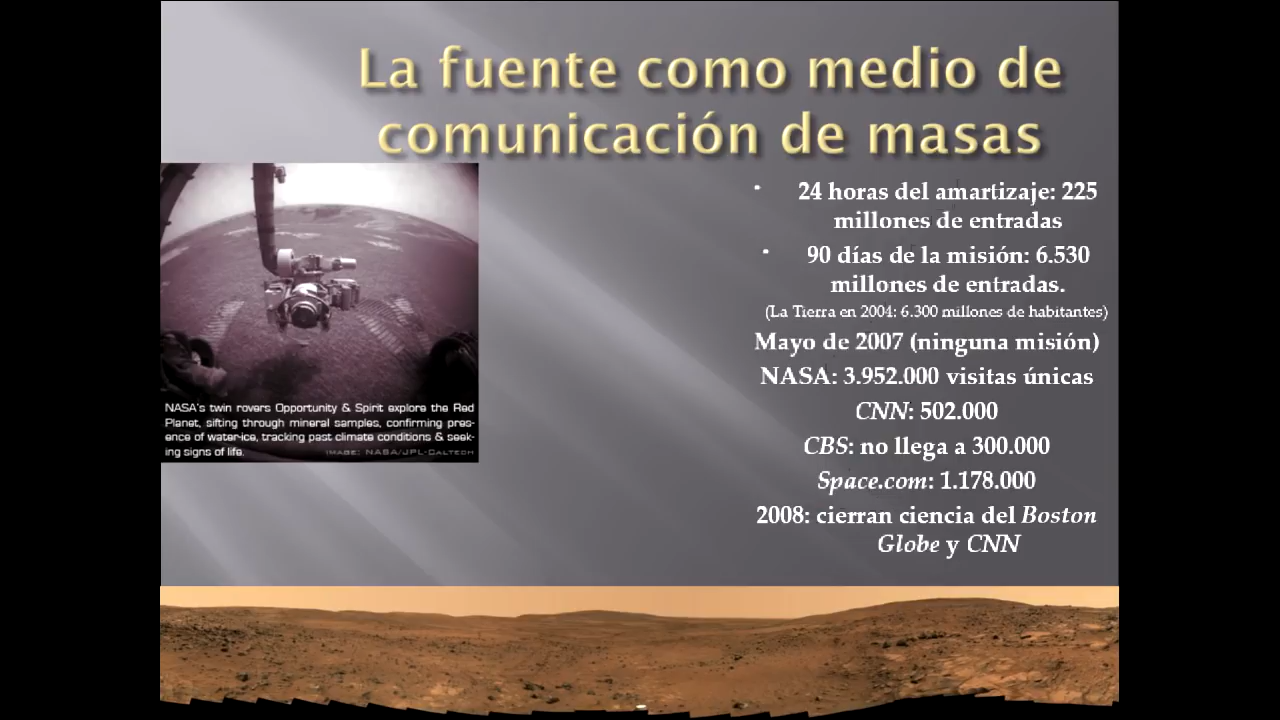 La fuente como medio de
comunicación de masas
24 horas del amartizaje: 225
millones de entradas
90 días de la misión: 6.530
millones de entradas.
(La Tierra en 2004: 6.300 millones de habitantes)
Mayo de 2007 (ninguna misión)
NASA: 3.952.000 visitas únicas
CNN: 502.000
CBS: no llega a 300.000
Space.com: 1.178.000
2008: cierran ciencia del Boston
Globe y CNN
NASA's twin rovers Opportunity & Spirit explore the Red
Planet, sifting through mineral samples, confirming pres-
ence of water-ice, tracking past climate conditions & seek-
ing signs of life. IMAGE: NASA/JPL-CALTECH